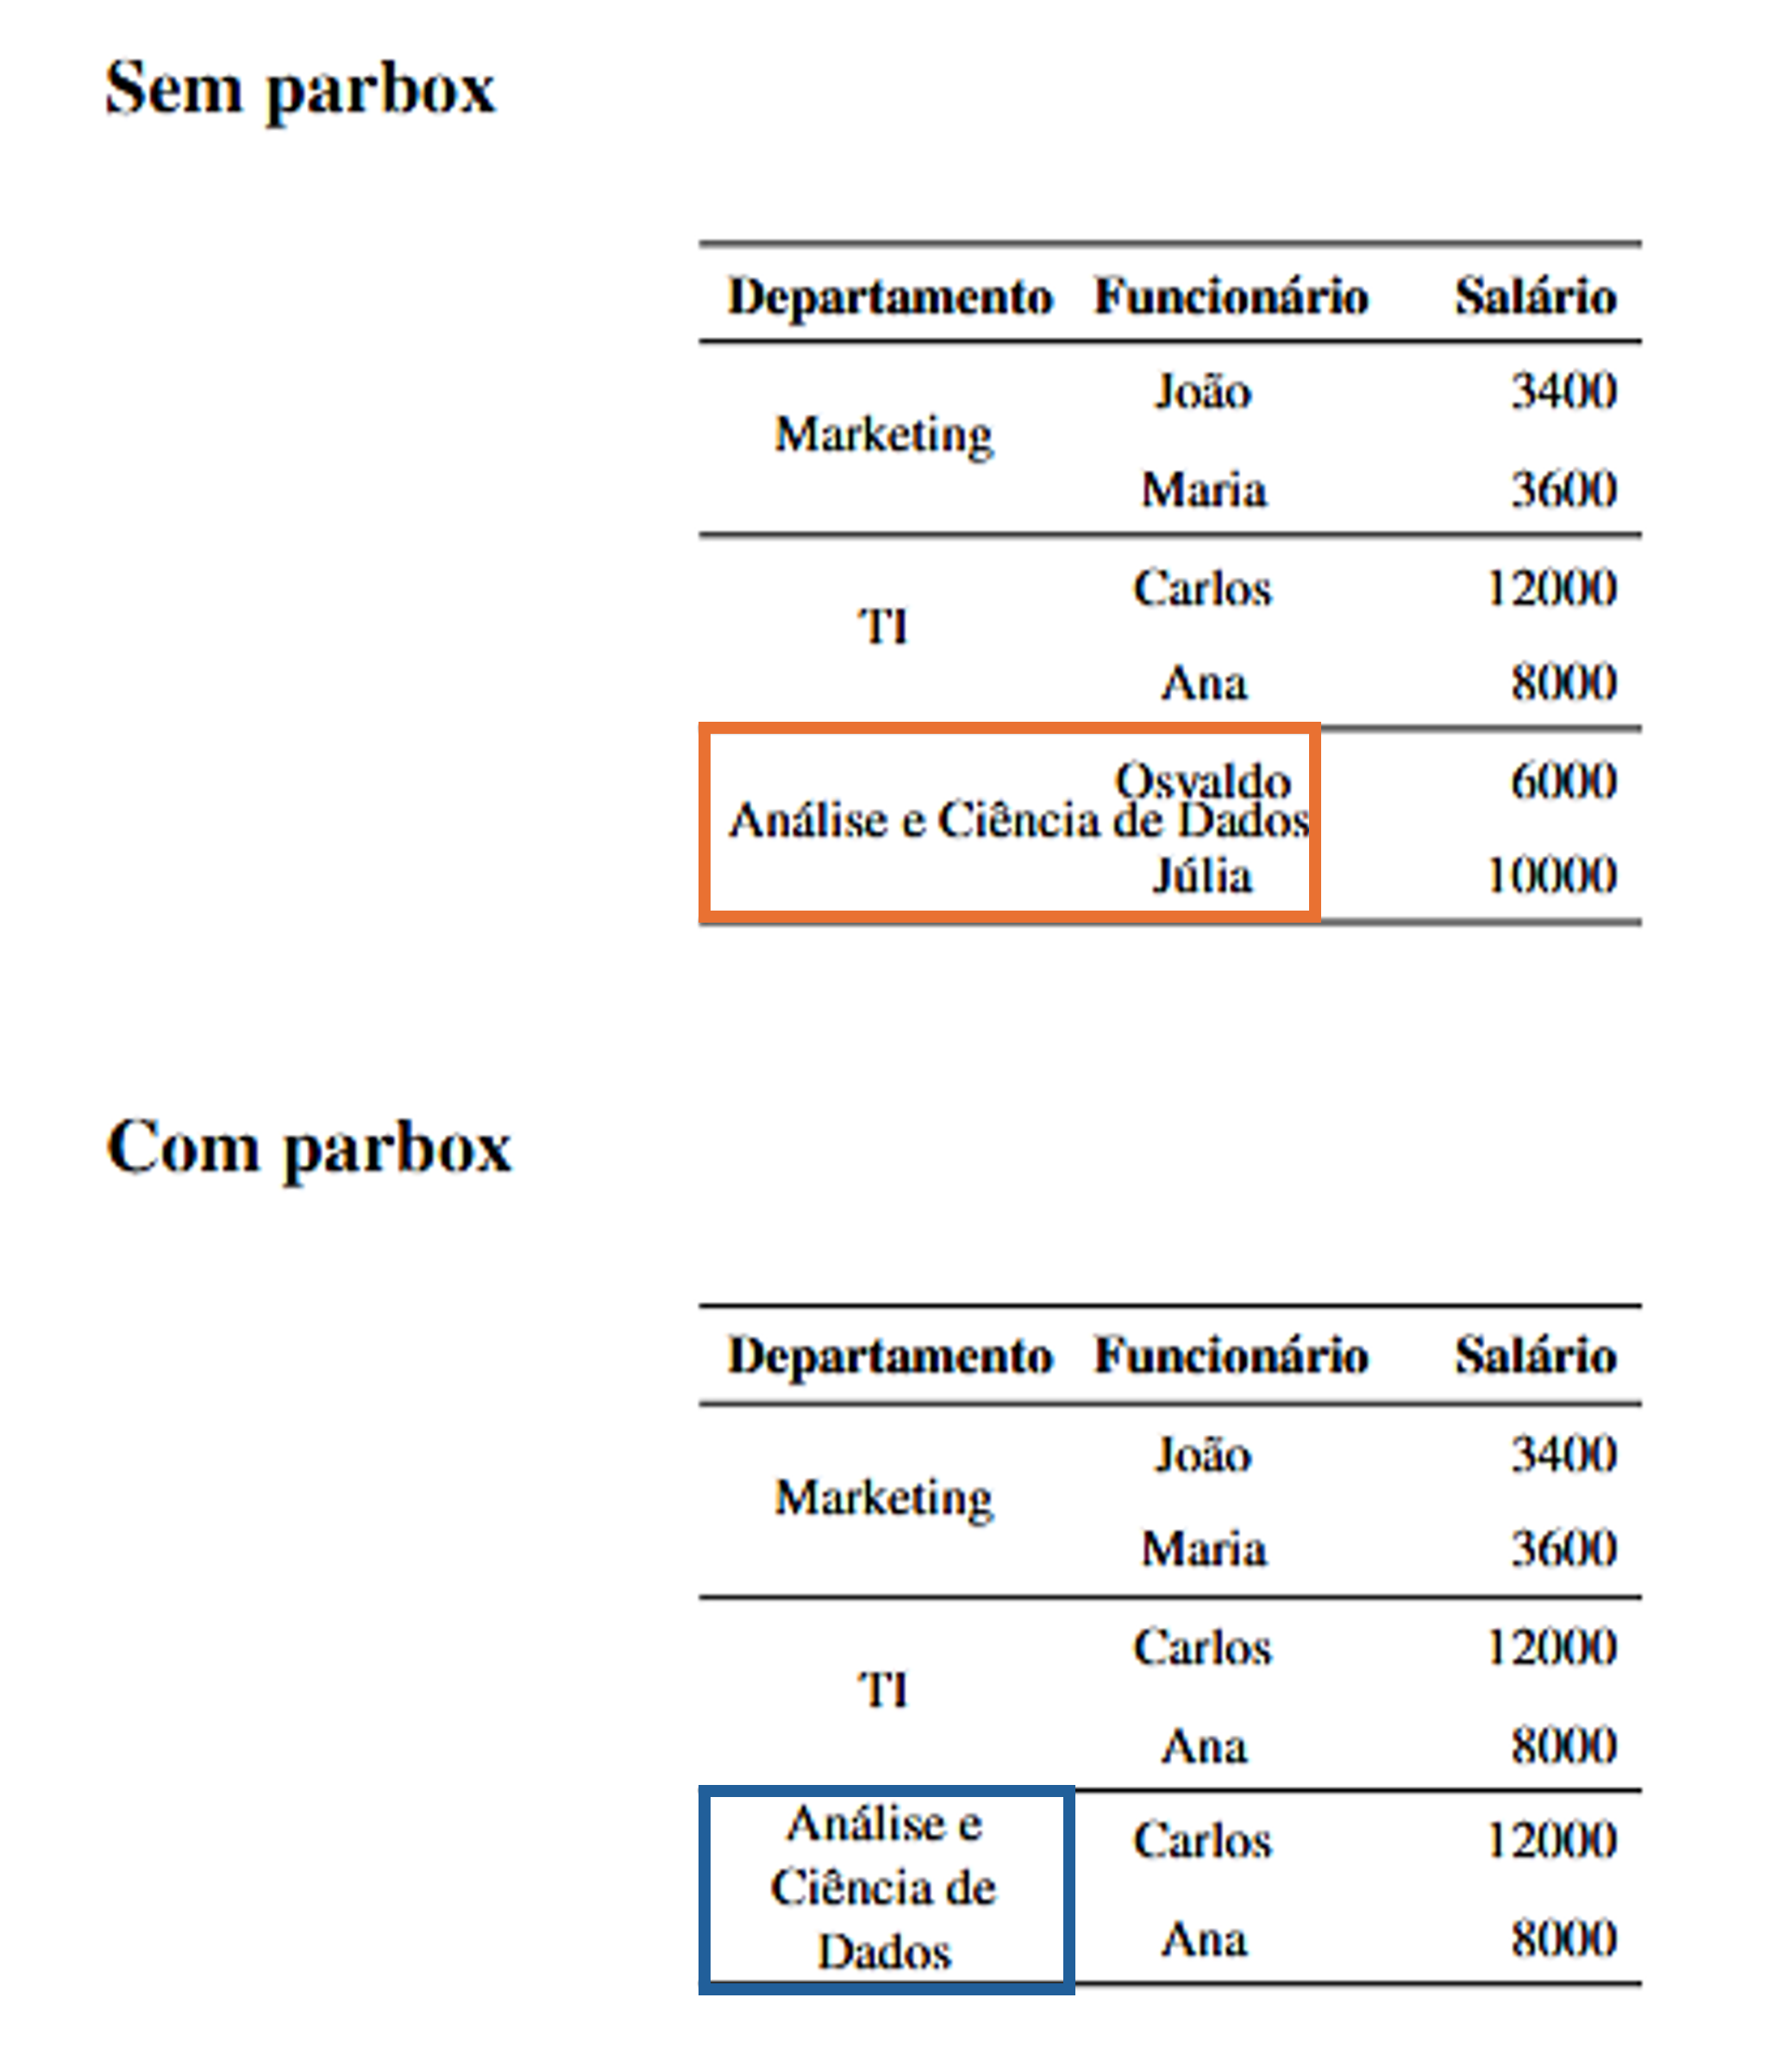 Sem parbox
Departamento Funcionário Salário
João 3400
Marketing
Maria 3600
Carlos 12000
TI
Ana 8000
Osvaldo 6000
Análise e Ciência de Dados
Júlia 10000
Com parbox
Departamento Funcionário Salário
João 3400
Marketing
Maria 3600
Carlos 12000
TI
Ana 8000
Análise e
Carlos 12000
Ciência de
Ana 8000
Dados